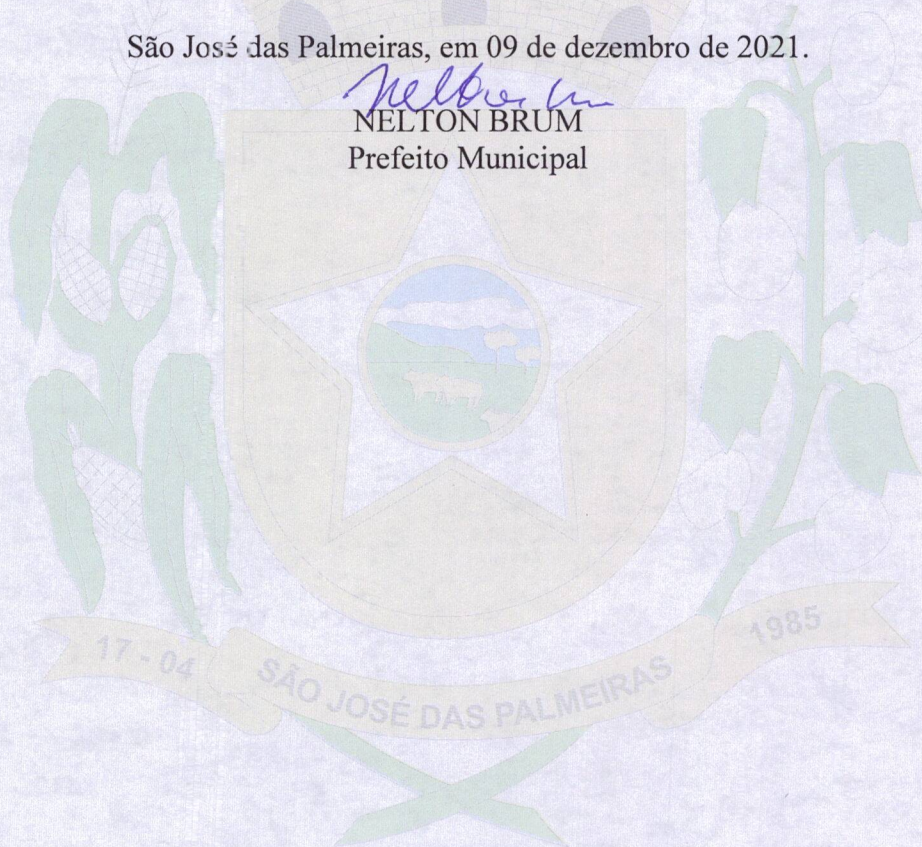 São José das Palmeiras, em 09 de dezembro de 2021.
NELTON BRUM
Prefeito Municipal
17 - 04
SÃO JOSÉ DAS PALMEIRAS
1985